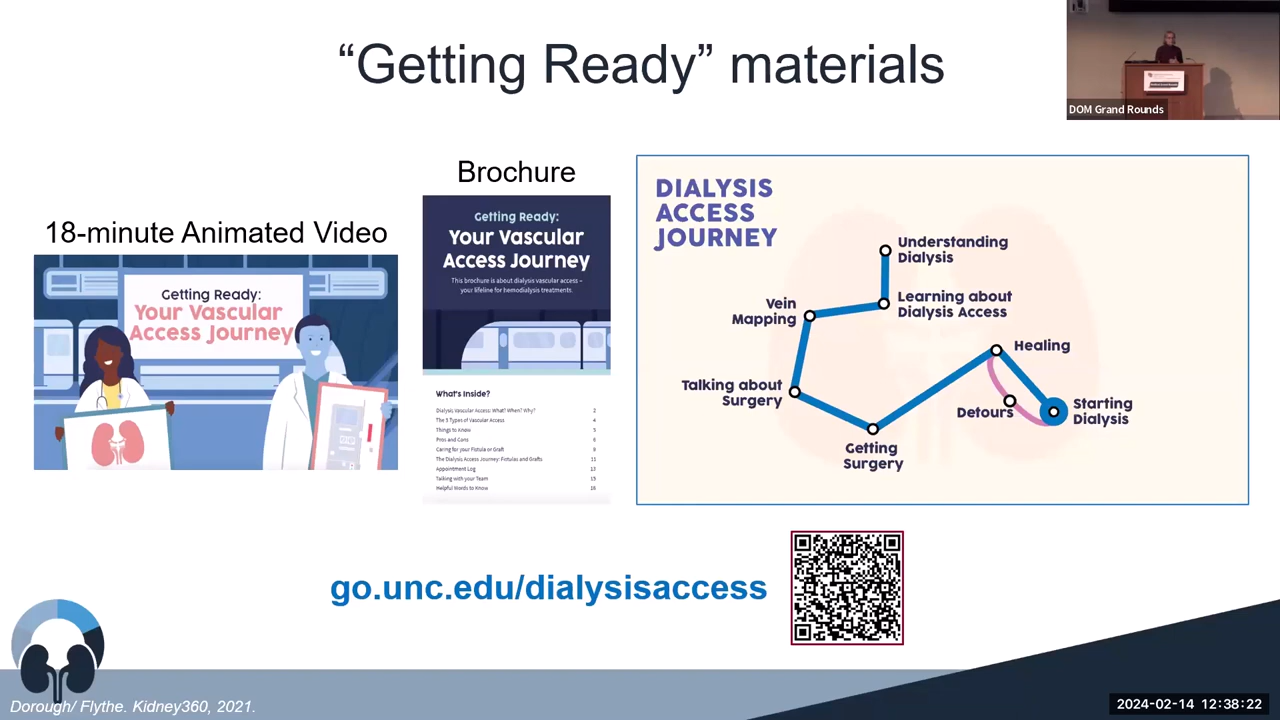 “Getting Ready” materials
DOM Grand Rounds
18-minute Animated Video
Getting Ready:
Your Vascular
Access Journey
Brochure
Getting Ready:
Your Vascular
Access Journey
This brochure is about dialysis vascular access –
your lifeline for hemodialysis treatments.
What's Inside?
Dialysis Vascular Access: What? When? Why? 2
The 3 Types of Vascular Access 4
Things to Know 5
Pros and Cons 6
Caring for your Fistula or Graft 9
The Dialysis Access Journey: Fistulas and Grafts 11
Appointment Log 13
Talking with your Team 15
Helpful Words to Know 16
DIALYSIS
ACCESS
JOURNEY
Understanding
Dialysis
Learning about
Dialysis Access
Vein
Mapping
Talking about
Surgery
Getting
Surgery
Healing
Detours
Starting
Dialysis
go.unc.edu/dialysisaccess
Dorough/ Flythe. Kidney360, 2021.
2024-02-14 12:38:22